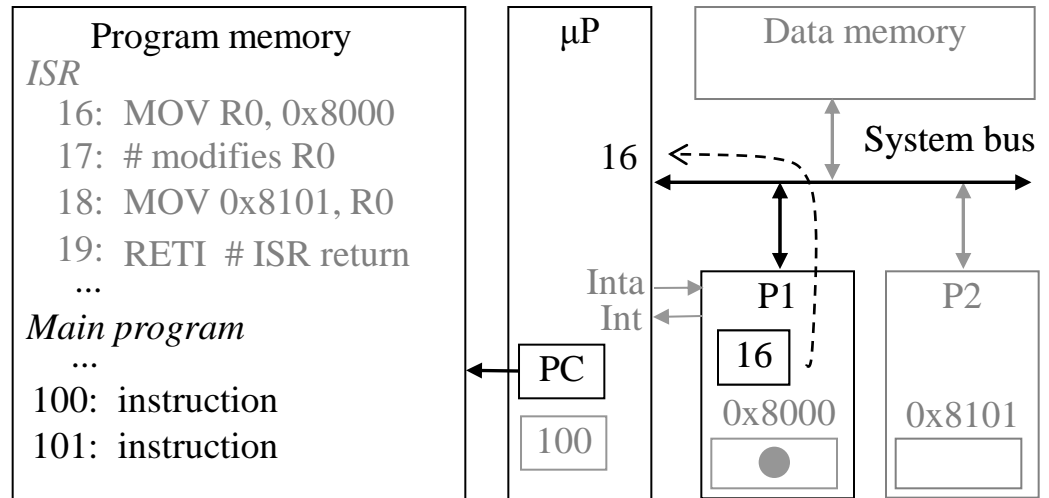 Program memory
ISR
16: MOV R0, 0x8000
17: # modifies R0
18: MOV 0x8101, R0
19: RETI # ISR return
...
Main program
...
100: instruction
101: instruction
μP
16
Inta
Int
PC
100
Data memory
System bus
P1
16
0x8000
P2
0x8101